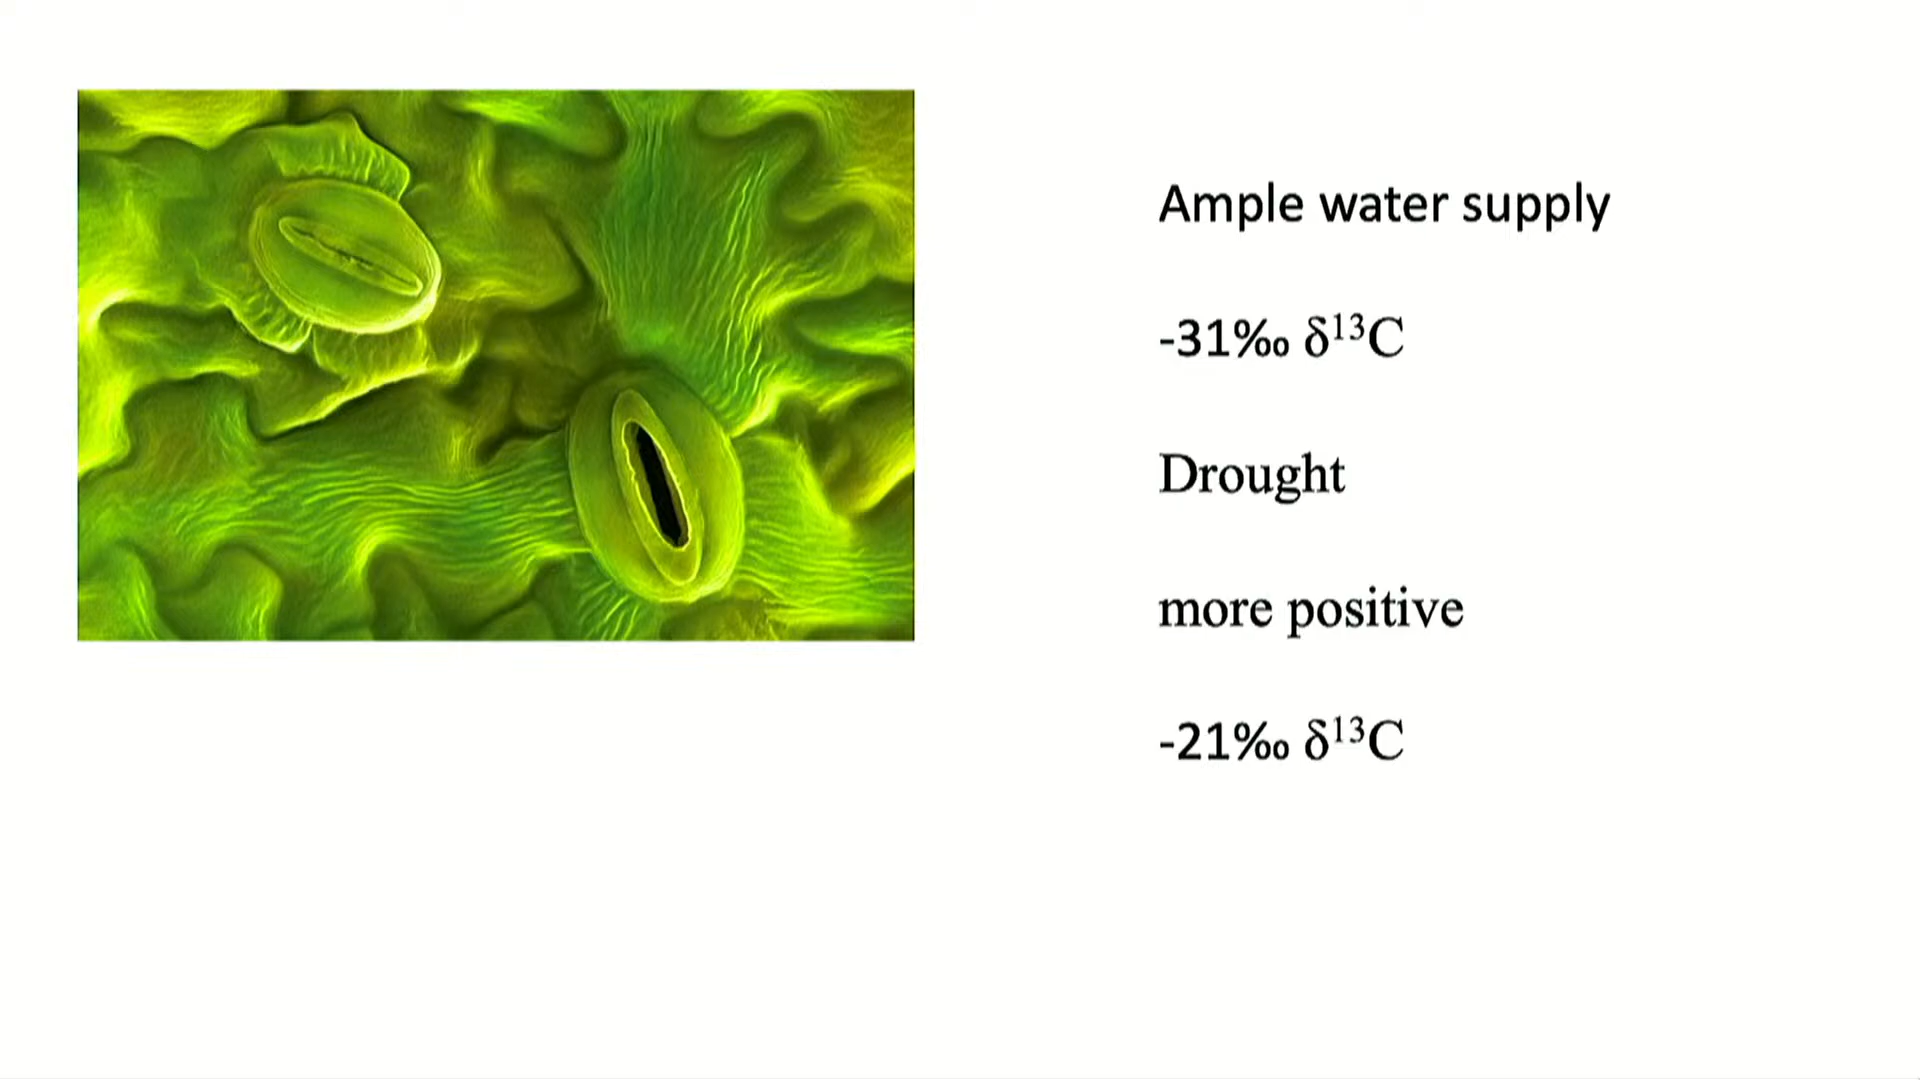 Ample water supply
-31‰ δ¹³C
Drought
more positive
-21‰ δ¹³C